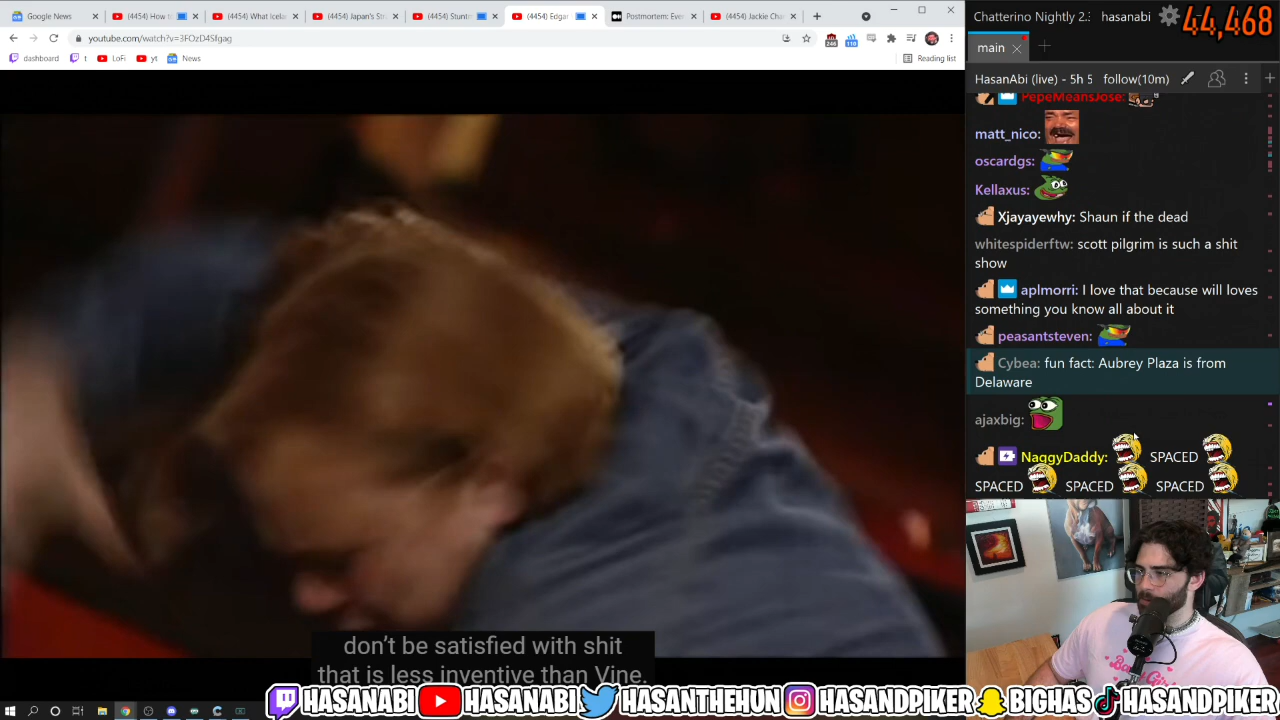 Google News
(4454) How to
(4454) What Icela
(4454) Japan's Str
(4454) Stuntm
(4454) Edgar
Postmortem: Eve
(4454) Jackie Cha
youtube.com/watch?v=3FOzD4Sfgag
dashboard
t
LoFi
yt
News
Reading list
don't be satisfied with shit
that is less inventive than Vine.
Chatterino Nightly 2.
hasanabi
44,468
main
HasanAbi (live) - 5h 5
follow(10m)
PepeMeansJose:
matt_nico:
oscardgs:
Kellaxus:
Xjayayewhy: Shaun if the dead
whitespiderftw: scott pilgrim is such a shit
show
aplmorri: I love that because will loves
something you know all about it
peasantsteven:
Cybea: fun fact: Aubrey Plaza is from
Delaware
ajaxbig:
NaggyDaddy: SPACED
SPACED SPACED SPACED
HASANABI HASANABI HASANTHEHUN HASANDPIKER BIGHAS HASANDPIKER